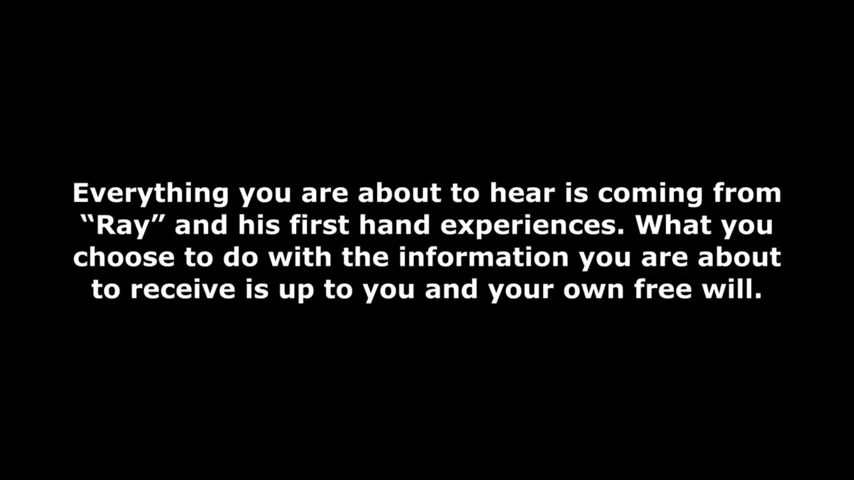 Everything you are about to hear is coming from
“Ray” and his first hand experiences. What you
choose to do with the information you are about
to receive is up to you and your own free will.